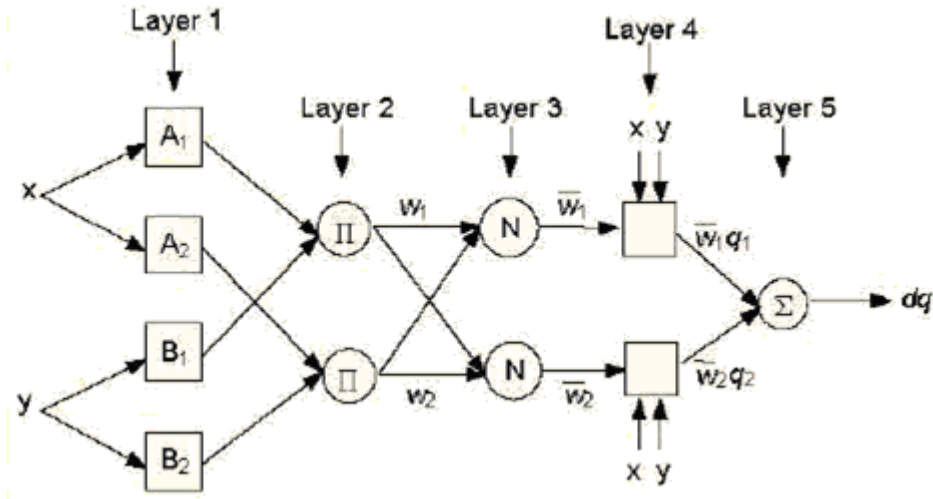 Layer 1
Layer 4
Layer 2
Layer 3
Layer 5
x y
A₁
x
w₁
w̅₁
Π
N
w̅₁q₁
A₂
Σ
dq
B₁
Π
N
w̅₂q₂
y
w₂
w̅₂
B₂
x y